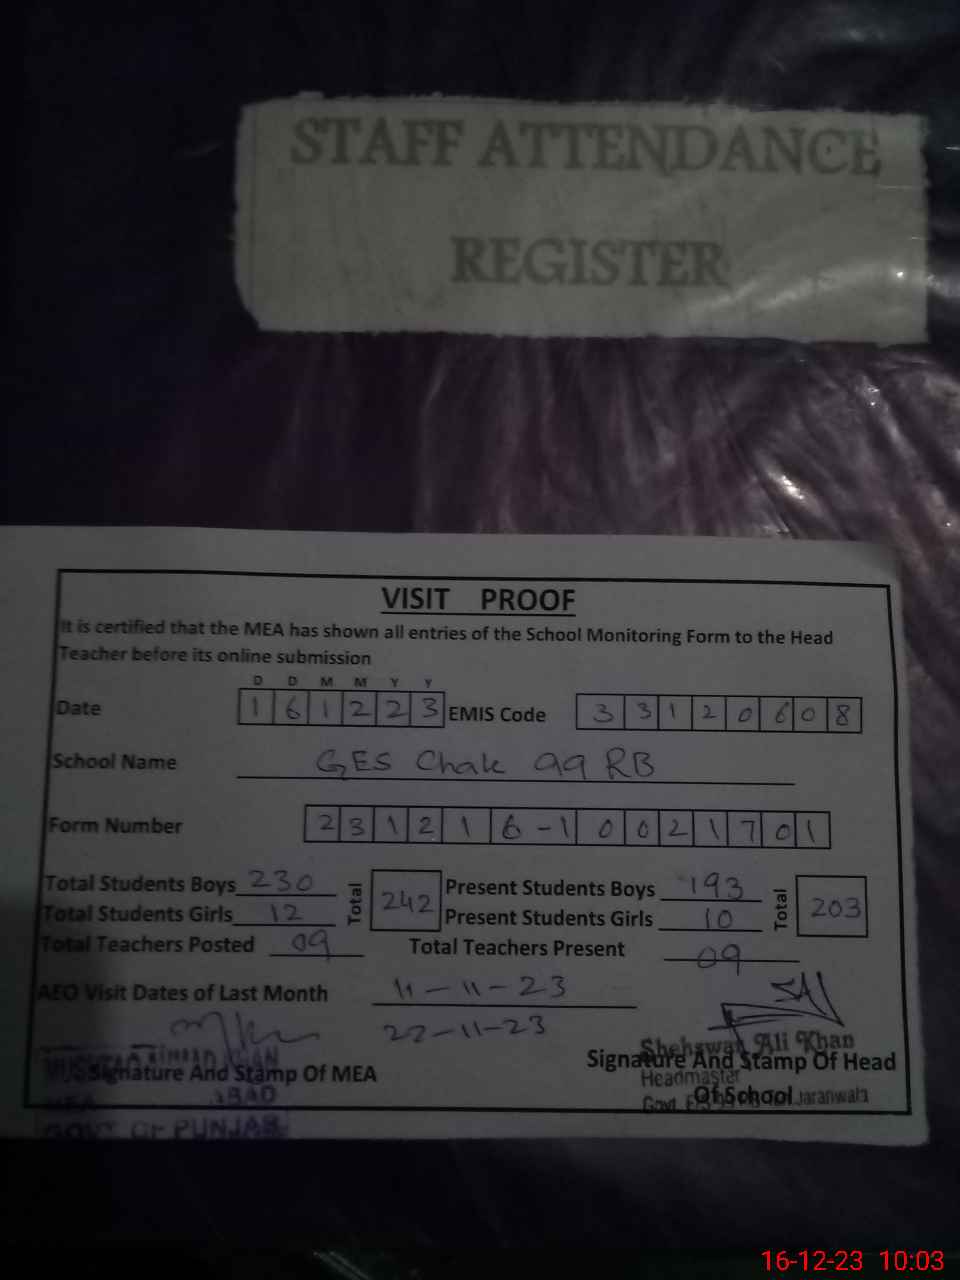 STAFF ATTENDANCE
REGISTER
VISIT PROOF
It is certified that the MEA has shown all entries of the School Monitoring Form to the Head
Teacher before its online submission
D D M M Y Y
Date 1 6 1 2 2 3 EMIS Code 3 3 1 2 0 6 0 8
School Name GES Chak 99 RB
Form Number 2 3 1 2 1 6 - 1 0 0 2 1 7 0 1
Total Students Boys 230 Total 242 Present Students Boys 193 Total 203
Total Students Girls 12 Present Students Girls 10
Total Teachers Posted 09 Total Teachers Present 09
AEO Visit Dates of Last Month 11-11-23
22-11-23
Shehswar Ali Khan
Signature And Stamp Of MEA Signature And Stamp Of Head
Headmaster
Of School
Govt. Jaranwala
GOVT OF PUNJAB
16-12-23 10:03